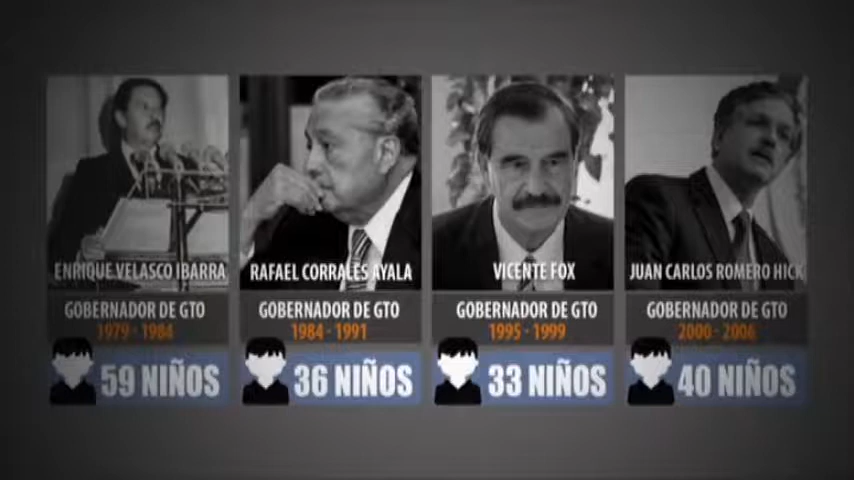 ENRIQUE VELASCO IBARRA
GOBERNADOR DE GTO
1979 - 1984
59 NIÑOS
RAFAEL CORRALES AYALA
GOBERNADOR DE GTO
1984 - 1991
36 NIÑOS
VICENTE FOX
GOBERNADOR DE GTO
1995 - 1999
33 NIÑOS
JUAN CARLOS ROMERO HICK
GOBERNADOR DE GTO
2000 - 2006
40 NIÑOS